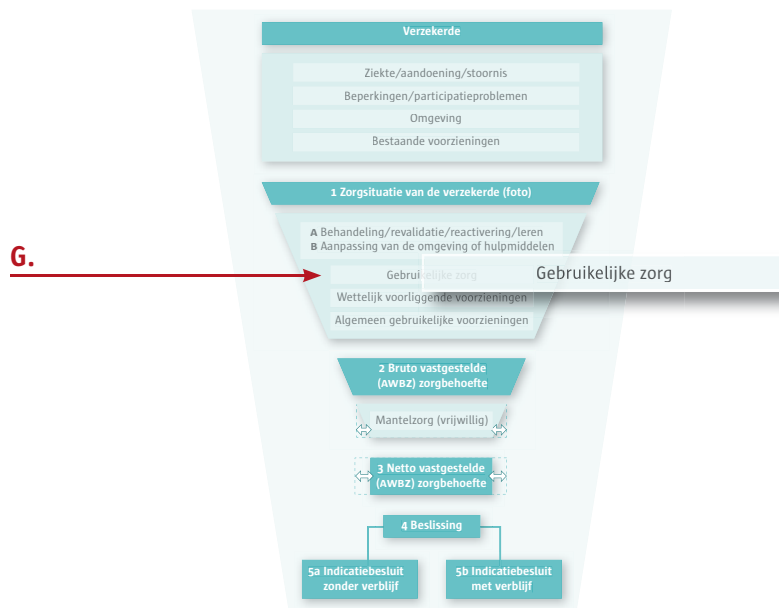 Verzekerde
Ziekte/aandoening/stoornis
Beperkingen/participatieproblemen
Omgeving
Bestaande voorzieningen
1 Zorgsituatie van de verzekerde (foto)
A Behandeling/revalidatie/reactivering/leren
B Aanpassing van de omgeving of hulpmiddelen
G.
Gebruikelijke zorg
Gebruikelijke zorg
Wettelijk voorliggende voorzieningen
Algemeen gebruikelijke voorzieningen
2 Bruto vastgestelde
(AWBZ) zorgbehoefte
Mantelzorg (vrijwillig)
3 Netto vastgestelde
(AWBZ) zorgbehoefte
4 Beslissing
5a Indicatiebesluit
zonder verblijf
5b Indicatiebesluit
met verblijf